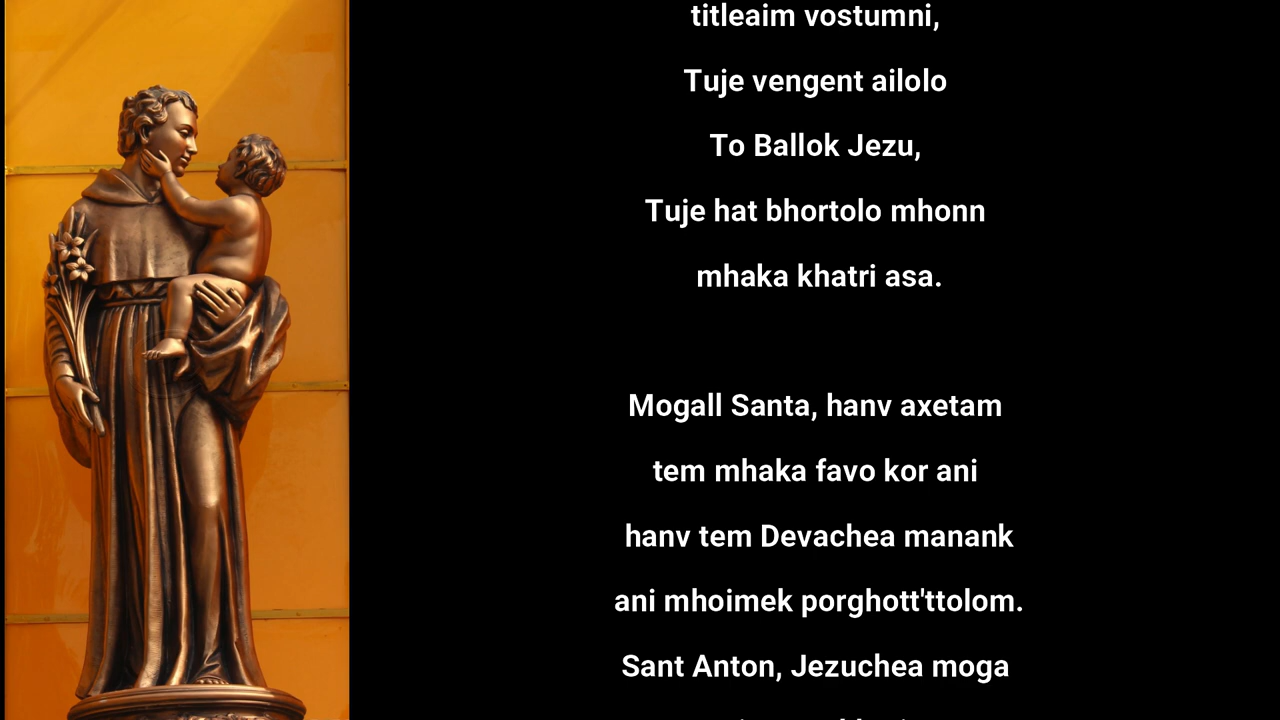 titleaim vostumni,
Tuje vengent ailolo
To Ballok Jezu,
Tuje hat bhortolo mhonn
mhaka khatri asa.
Mogall Santa, hanv axetam
tem mhaka favo kor ani
hanv tem Devachea manank
ani mhoimek porghott'ttolom.
Sant Anton, Jezuchea moga